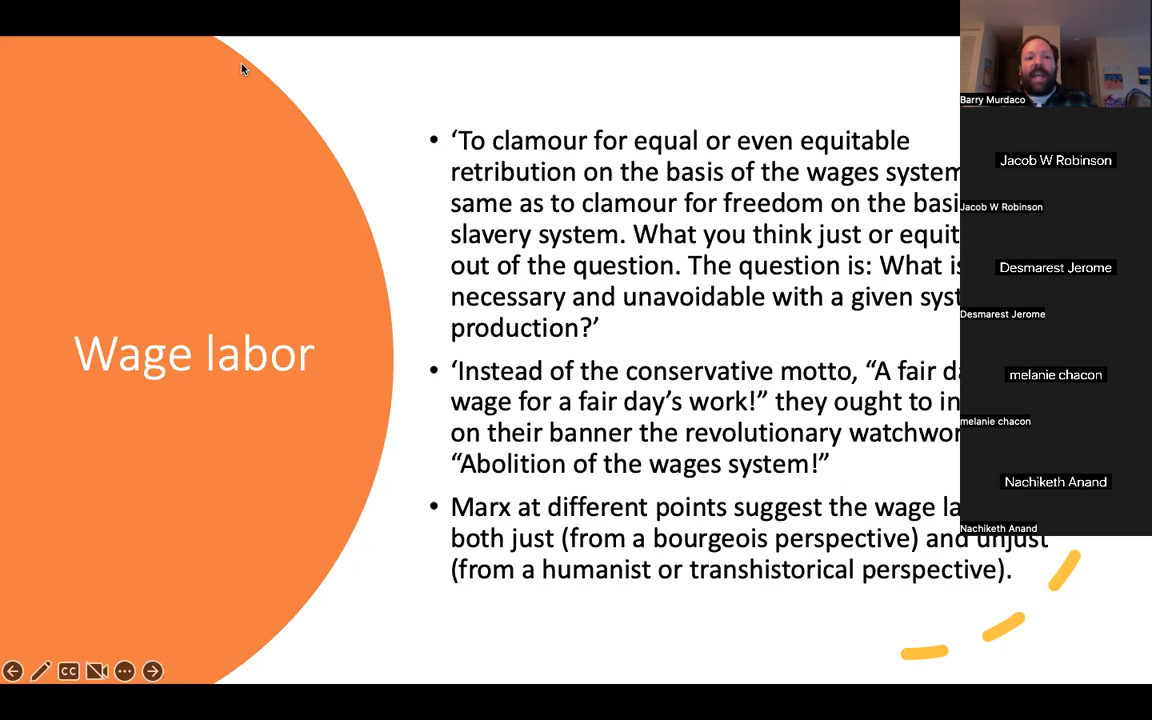 Wage labor
• ‘To clamour for equal or even equitable
retribution on the basis of the wages system
same as to clamour for freedom on the basi
slavery system. What you think just or equit
out of the question. The question is: What is
necessary and unavoidable with a given syst
production?’
• ‘Instead of the conservative motto, “A fair da
wage for a fair day’s work!” they ought to in
on their banner the revolutionary watchwor
“Abolition of the wages system!”
• Marx at different points suggest the wage la
both just (from a bourgeois perspective) and unjust
(from a humanist or transhistorical perspective).
Barry Murdaco
Jacob W Robinson
Jacob W Robinson
Desmarest Jerome
Desmarest Jerome
melanie chacon
melanie chacon
Nachiketh Anand
Nachiketh Anand
CC